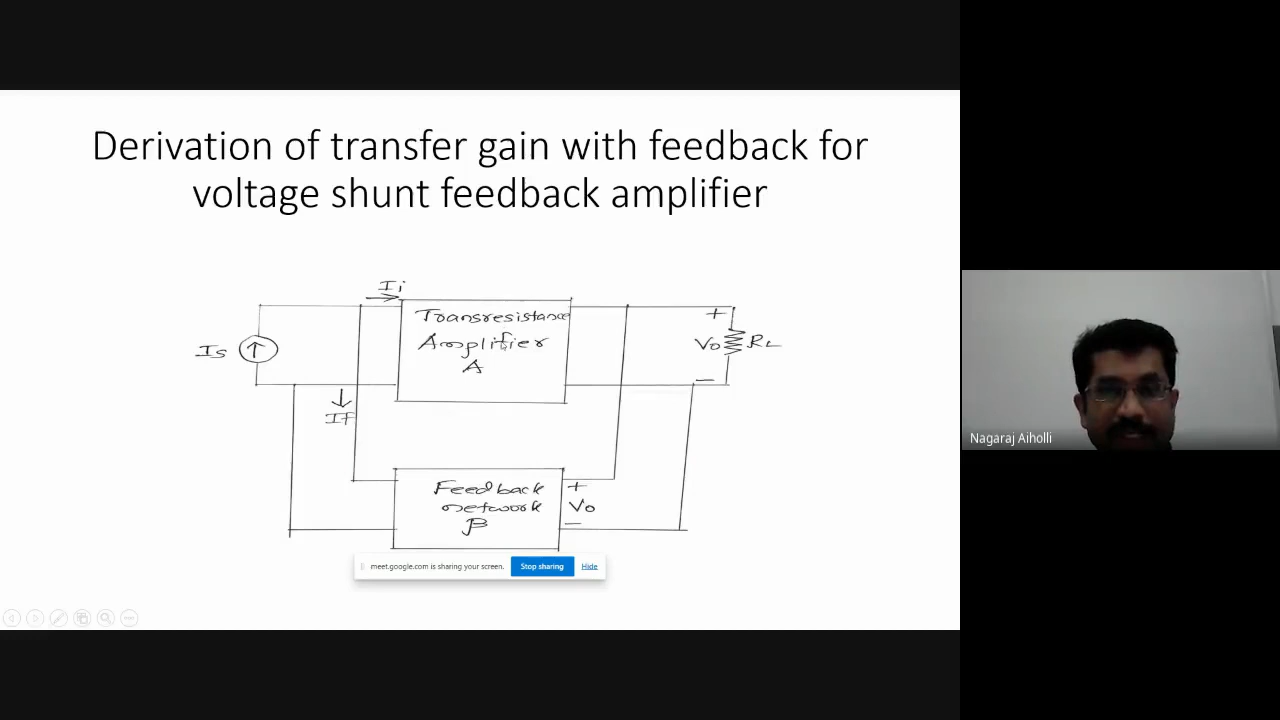 Derivation of transfer gain with feedback for
voltage shunt feedback amplifier
Ii
Transresistance
Amplifier
A
Is
+
Vo
RL
−
If
Feedback
network
β
+
Vo
−
meet.google.com is sharing your screen.
Stop sharing
Hide
Nagaraj Aiholli